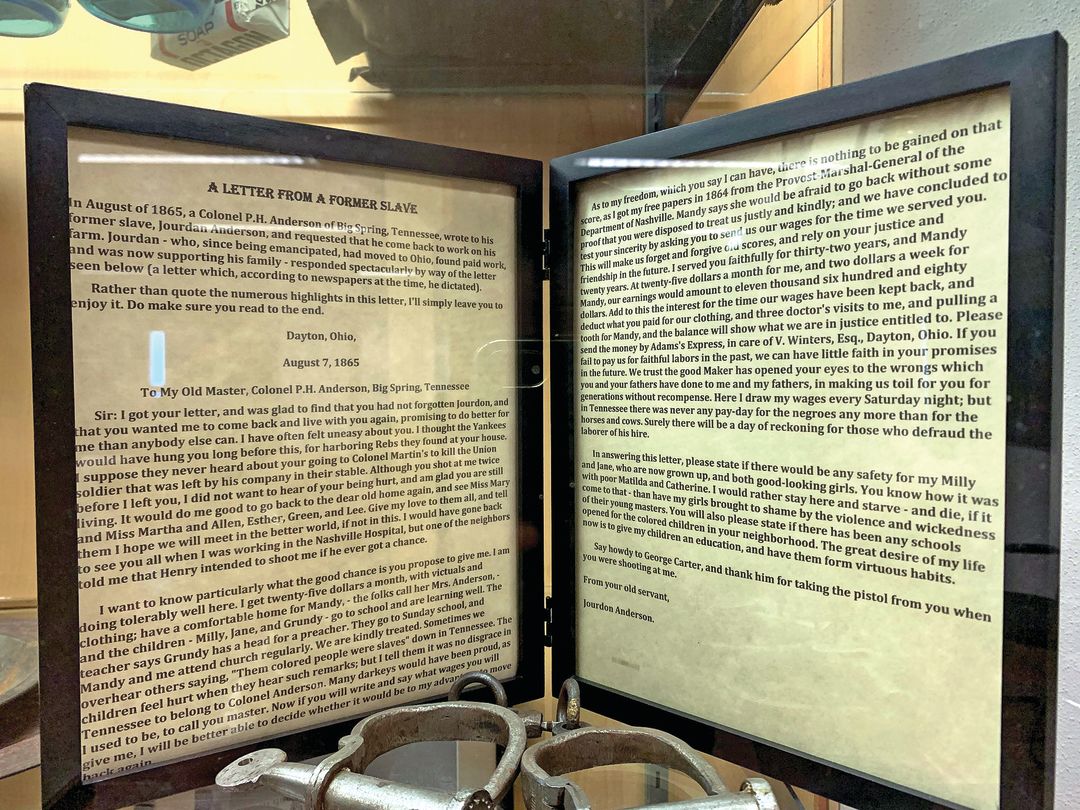 SOAP
OCTAGON
A LETTER FROM A FORMER SLAVE
In August of 1865, a Colonel P.H. Anderson of Big Spring, Tennessee, wrote to his
former slave, Jourdan Anderson, and requested that he come back to work on his
farm. Jourdan - who, since being emancipated, had moved to Ohio, found paid work,
and was now supporting his family - responded spectacularly by way of the letter
seen below (a letter which, according to newspapers at the time, he dictated).
Rather than quote the numerous highlights in this letter, I'll simply leave you to
enjoy it. Do make sure you read to the end.
Dayton, Ohio,
August 7, 1865
To My Old Master, Colonel P.H. Anderson, Big Spring, Tennessee
Sir: I got your letter, and was glad to find that you had not forgotten Jourdon, and
that you wanted me to come back and live with you again, promising to do better for
me than anybody else can. I have often felt uneasy about you. I thought the Yankees
would have hung you long before this, for harboring Rebs they found at your house.
I suppose they never heard about your going to Colonel Martin's to kill the Union
soldier that was left by his company in their stable. Although you shot at me twice
before I left you, I did not want to hear of your being hurt, and am glad you are still
living. It would do me good to go back to the dear old home again, and see Miss Mary
and Miss Martha and Allen, Esther, Green, and Lee. Give my love to them all, and tell
them I hope we will meet in the better world, if not in this. I would have gone back
to see you all when I was working in the Nashville Hospital, but one of the neighbors
told me that Henry intended to shoot me if he ever got a chance.
I want to know particularly what the good chance is you propose to give me. I am
doing tolerably well here. I get twenty-five dollars a month, with victuals and
clothing; have a comfortable home for Mandy, - the folks call her Mrs. Anderson, -
and the children - Milly, Jane, and Grundy - go to school and are learning well. The
teacher says Grundy has a head for a preacher. They go to Sunday school, and
Mandy and me attend church regularly. We are kindly treated. Sometimes we
overhear others saying, "Them colored people were slaves" down in Tennessee. The
children feel hurt when they hear such remarks; but I tell them it was no disgrace in
Tennessee to belong to Colonel Anderson. Many darkeys would have been proud, as
I used to be, to call you master. Now if you will write and say what wages you will
give me, I will be better able to decide whether it would be to my advantage to move
back again.
As to my freedom, which you say I can have, there is nothing to be gained on that
score, as I got my free papers in 1864 from the Provost-Marshal-General of the
Department of Nashville. Mandy says she would be afraid to go back without some
proof that you were disposed to treat us justly and kindly; and we have concluded to
test your sincerity by asking you to send us our wages for the time we served you.
This will make us forget and forgive old scores, and rely on your justice and
friendship in the future. I served you faithfully for thirty-two years, and Mandy
twenty years. At twenty-five dollars a month for me, and two dollars a week for
Mandy, our earnings would amount to eleven thousand six hundred and eighty
dollars. Add to this the interest for the time our wages have been kept back, and
deduct what you paid for our clothing, and three doctor's visits to me, and pulling a
tooth for Mandy, and the balance will show what we are in justice entitled to. Please
send the money by Adams's Express, in care of V. Winters, Esq., Dayton, Ohio. If you
fail to pay us for faithful labors in the past, we can have little faith in your promises
in the future. We trust the good Maker has opened your eyes to the wrongs which
you and your fathers have done to me and my fathers, in making us toil for you for
generations without recompense. Here I draw my wages every Saturday night; but
in Tennessee there was never any pay-day for the negroes any more than for the
horses and cows. Surely there will be a day of reckoning for those who defraud the
laborer of his hire.
In answering this letter, please state if there would be any safety for my Milly
and Jane, who are now grown up, and both good-looking girls. You know how it was
with poor Matilda and Catherine. I would rather stay here and starve - and die, if it
come to that - than have my girls brought to shame by the violence and wickedness
of their young masters. You will also please state if there has been any schools
opened for the colored children in your neighborhood. The great desire of my life
now is to give my children an education, and have them form virtuous habits.
Say howdy to George Carter, and thank him for taking the pistol from you when
you were shooting at me.
From your old servant,
Jourdon Anderson.